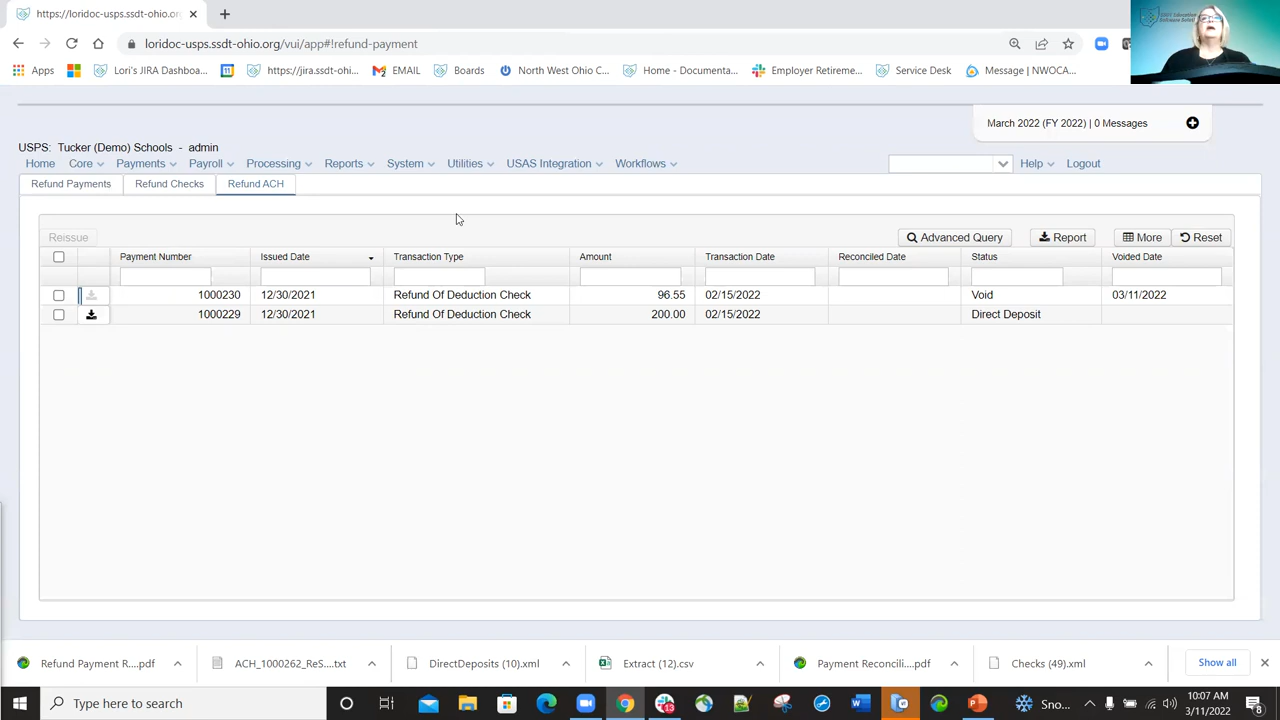 https://loridoc-usps.ssdt-ohio.org/
loridoc-usps.ssdt-ohio.org/vui/app#!refund-payment
Apps Lori's JIRA Dashboa... https://jira.ssdt-ohi... EMAIL Boards North West Ohio C... Home - Documenta... Employer Retireme... Service Desk Message | NWOCA...
March 2022 (FY 2022) | 0 Messages
USPS: Tucker (Demo) Schools - admin
Home Core Payments Payroll Processing Reports System Utilities USAS Integration Workflows Help Logout
Refund Payments Refund Checks Refund ACH
Reissue Advanced Query Report More Reset
Payment Number Issued Date Transaction Type Amount Transaction Date Reconciled Date Status Voided Date
1000230 12/30/2021 Refund Of Deduction Check 96.55 02/15/2022 Void 03/11/2022
1000229 12/30/2021 Refund Of Deduction Check 200.00 02/15/2022 Direct Deposit
Refund Payment R....pdf ACH_1000262_ReS....txt DirectDeposits (10).xml Extract (12).csv Payment Reconcili....pdf Checks (49).xml Show all
Type here to search Sno... 10:07 AM
3/11/2022 8